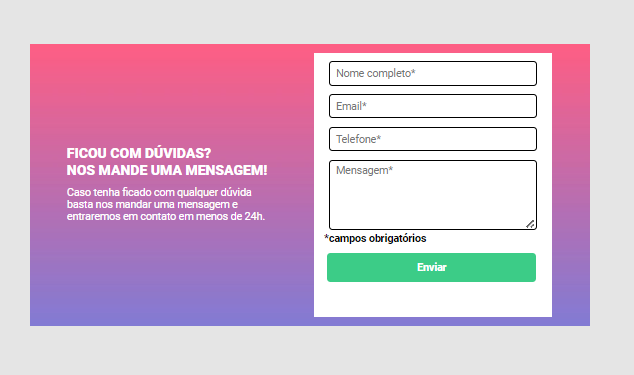 FICOU COM DÚVIDAS?
NOS MANDE UMA MENSAGEM!
Caso tenha ficado com qualquer dúvida
basta nos mandar uma mensagem e
entraremos em contato em menos de 24h.
Nome completo*
Email*
Telefone*
Mensagem*
*campos obrigatórios
Enviar